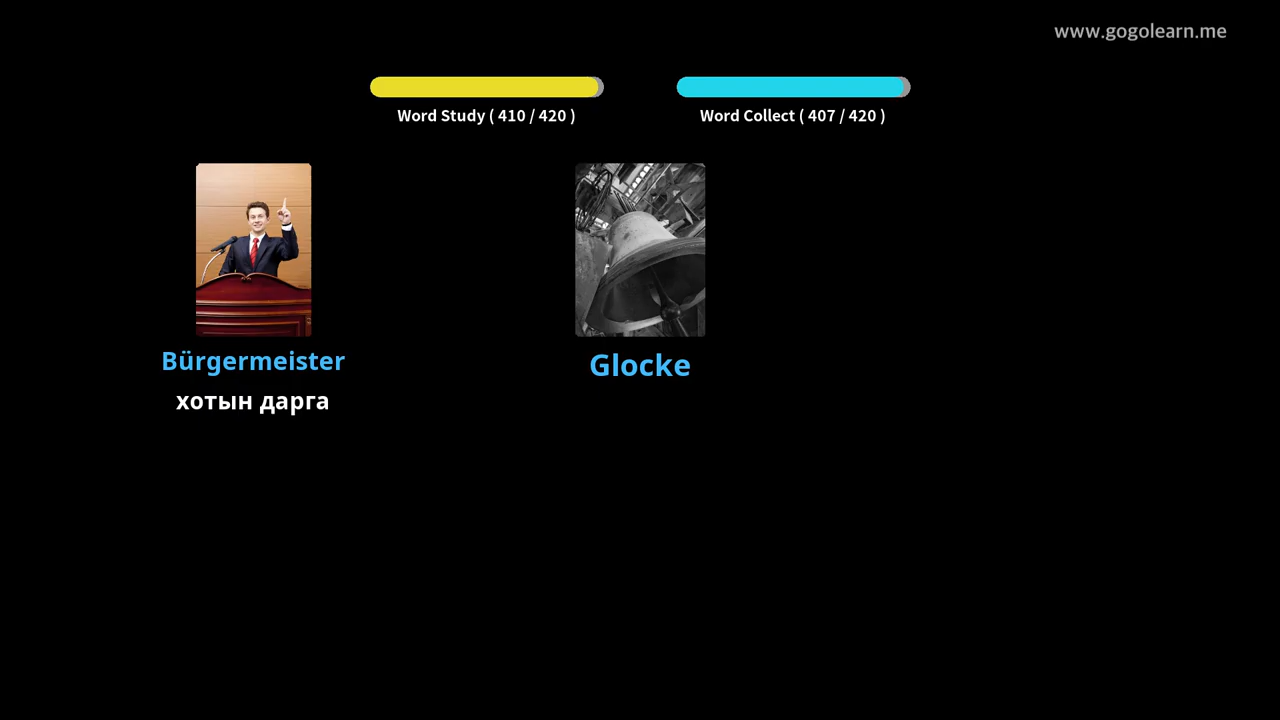 www.gogolearn.me
Word Study ( 410 / 420 )
Word Collect ( 407 / 420 )
Bürgermeister
хотын дарга
Glocke